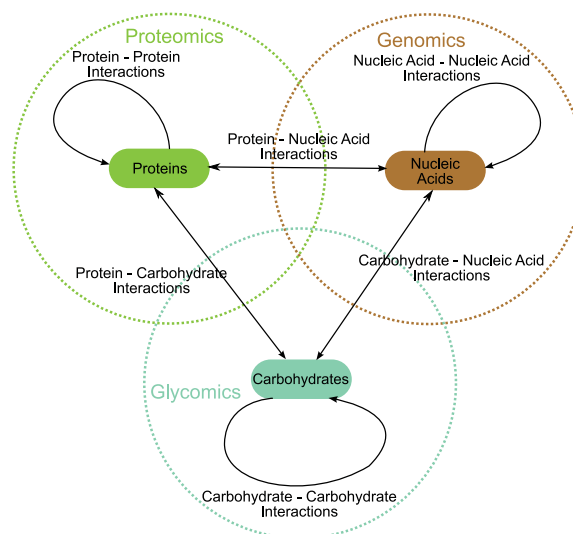 Proteomics
Genomics
Protein - Protein
Interactions
Nucleic Acid - Nucleic Acid
Interactions
Protein - Nucleic Acid
Interactions
Proteins
Nucleic
Acids
Protein - Carbohydrate
Interactions
Carbohydrate - Nucleic Acid
Interactions
Glycomics
Carbohydrates
Carbohydrate - Carbohydrate
Interactions